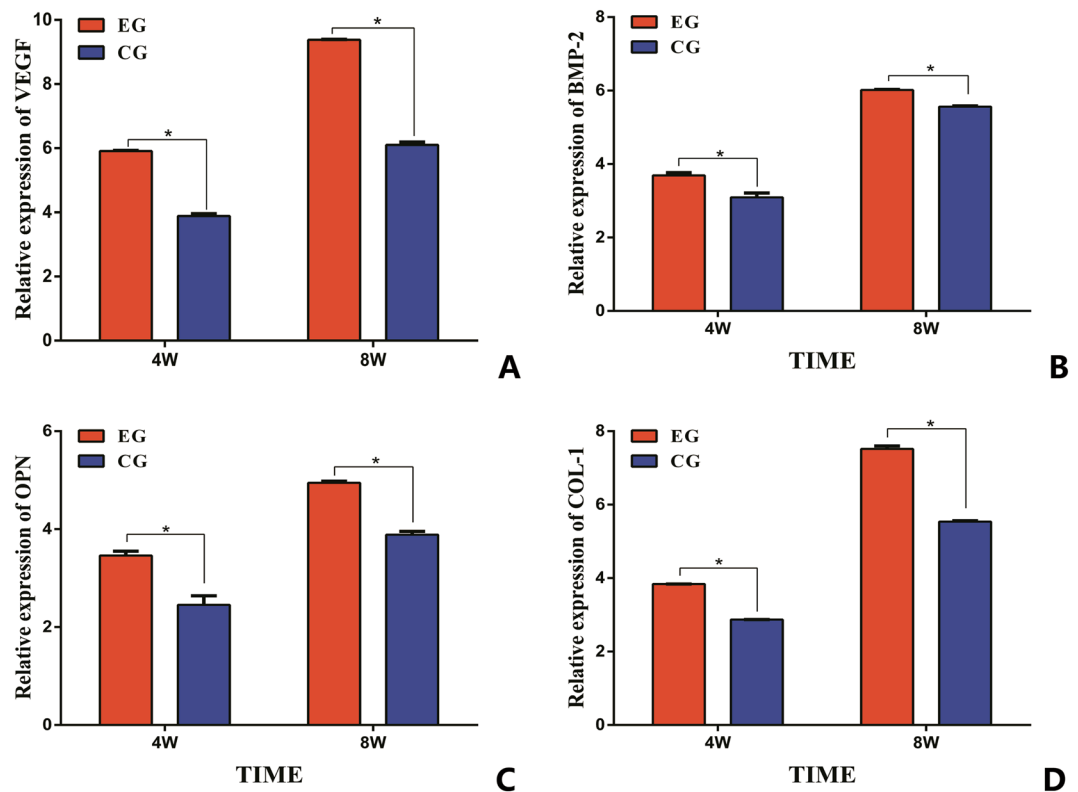 Relative expression of VEGF
10
8
6
4
2
0
EG
CG
*
*
4W
8W
A
Relative expression of BMP-2
8
6
4
2
0
EG
CG
*
*
4W
8W
TIME
B
Relative expression of OPN
6
4
2
0
EG
CG
*
*
4W
8W
TIME
C
Relative expression of COL-1
8
6
4
2
0
EG
CG
*
*
4W
8W
TIME
D